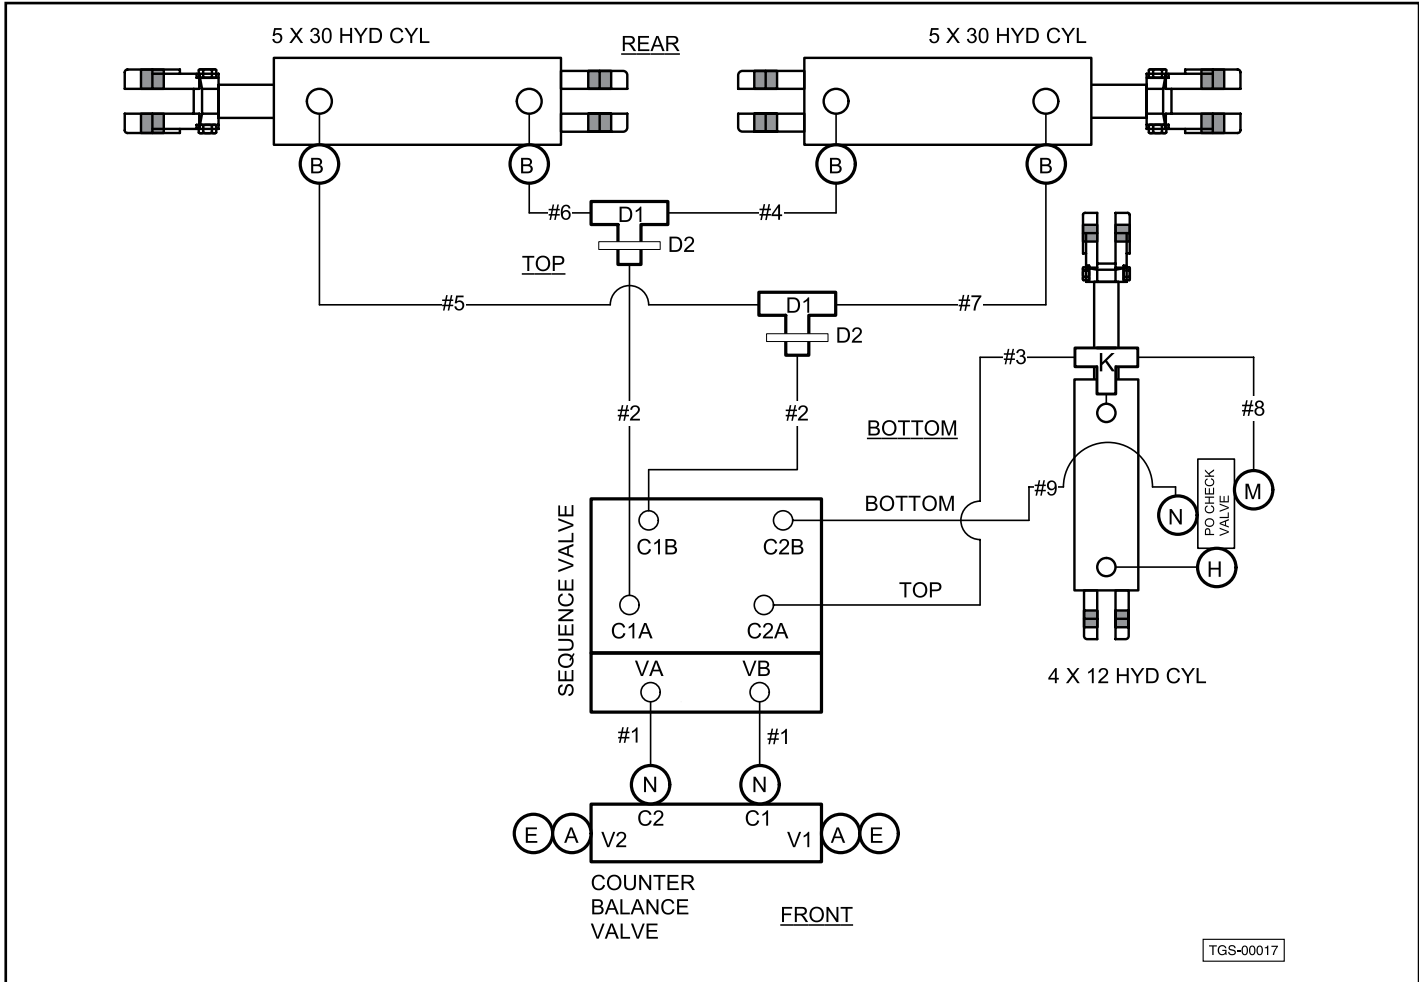 5 X 30 HYD CYL
REAR
5 X 30 HYD CYL
B
B
B
B
#6
D1
#4
D2
TOP
#5
D1
#7
D2
#3
K
#8
#2
#2
BOTTOM
BOTTOM
#9
N
PO CHECK
VALVE
M
H
SEQUENCE VALVE
C1B
C2B
TOP
C1A
C2A
VA
VB
4 X 12 HYD CYL
#1
#1
N
N
C2
C1
E
A
V2
V1
A
E
COUNTER
BALANCE
VALVE
FRONT
TGS-00017